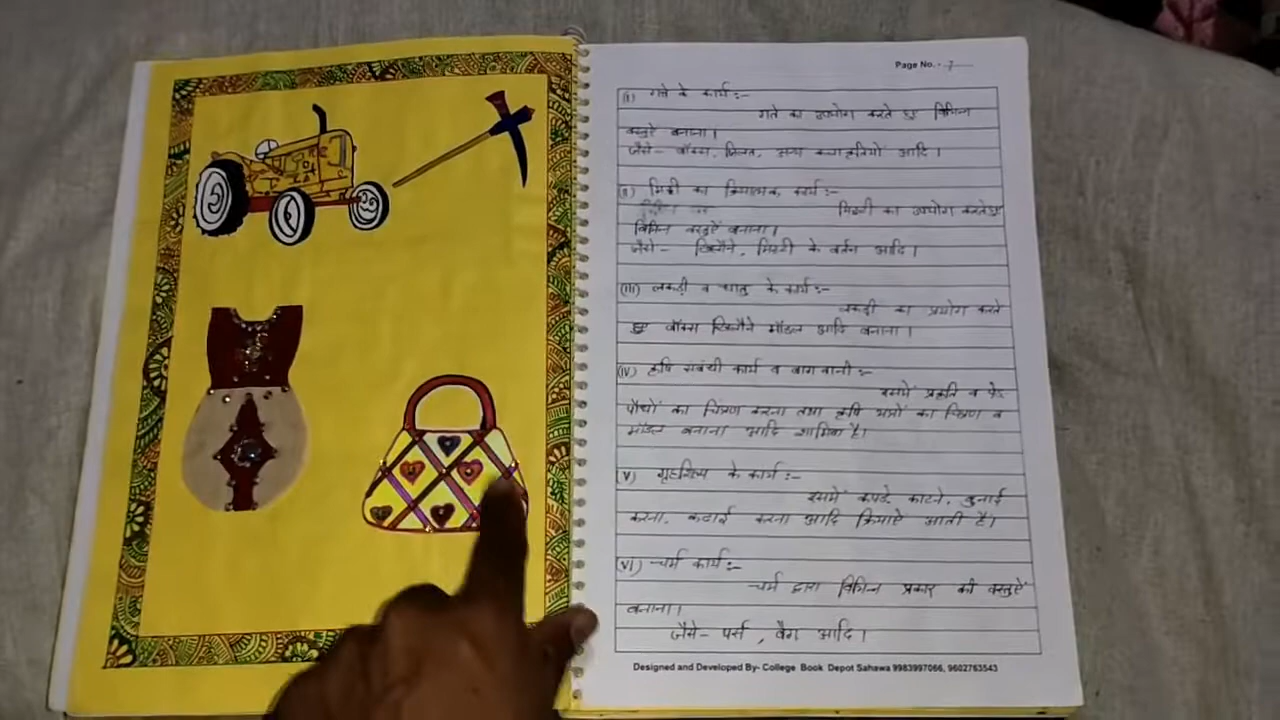 Page No. - 7
(i) गत्ते के कार्य :-
गत्ते का उपयोग करते हुए विभिन्न
वस्तुएँ बनाना।
जैसे- बॉक्स, आदि।
(ii) मिट्टी का क्रियात्मक कार्य :-
मिट्टी का उपयोग करते हुए
विभिन्न वस्तुएँ बनाना।
जैसे - खिलौने, मिट्टी के बर्तन आदि।
(iii) लकड़ी व धातु के कार्य :-
लकड़ी का प्रयोग करते
हुए बॉक्स खिलौने मॉडल आदि बनाना।
(iv) कृषि संबंधी कार्य व बागवानी :-
इसमें प्रकृति व पेड़
पौधों का चित्रण करना तथा कृषि यंत्रों का चित्रण व
मॉडल बनाना आदि शामिल है।
(v) गृहशिल्प के कार्य :-
इसमें कपड़े काटने, बुनाई
करना, कढाई करना आदि क्रियाएँ आती है।
(vi) चर्म कार्य :-
चर्म द्वारा विभिन्न प्रकार की वस्तुएँ
बनाना।
जैसे - पर्स, बैग आदि।
Designed and Developed By- College Book Depot Sahawa 9983997066, 9602763543